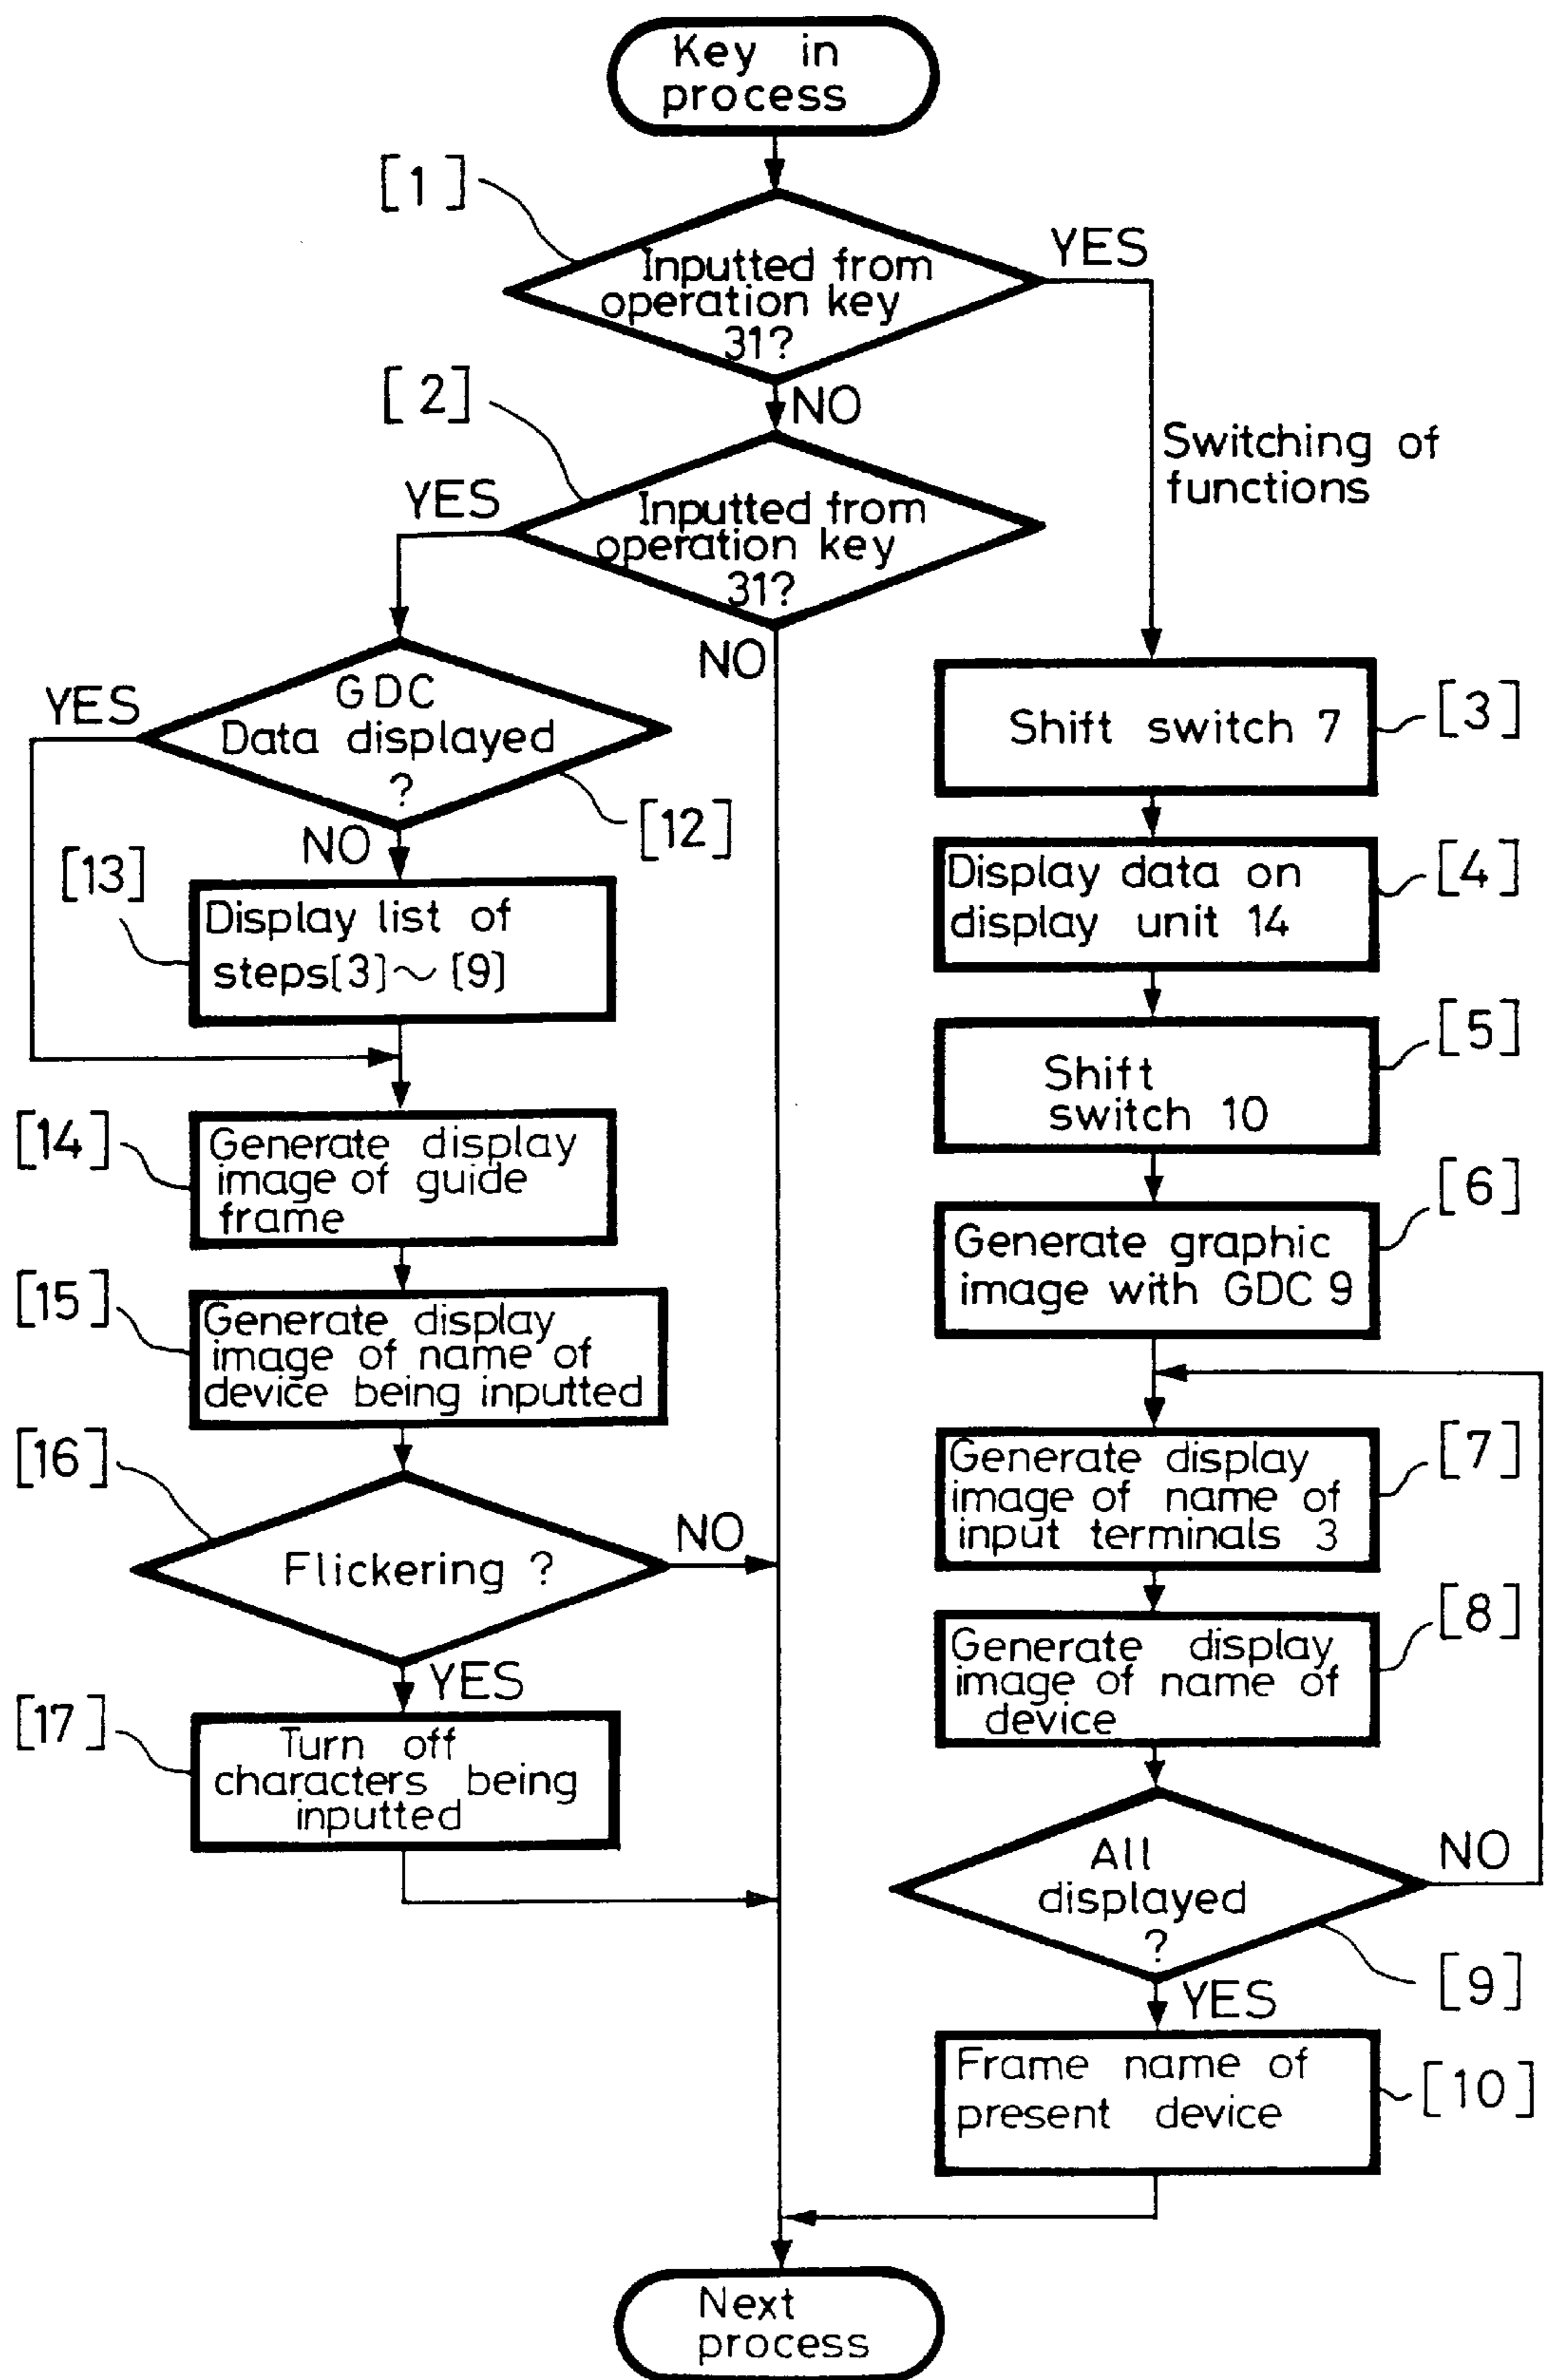 Key in
process
[1]
Inputted from
operation key
31?
YES
NO
Switching of
functions
[2]
Inputted from
operation key
31?
YES
NO
GDC
Data displayed
?
YES
[12]
NO
[13]
Display list of
steps[3]~[9]
[14]
Generate display
image of guide
frame
[15]
Generate display
image of name of
device being inputted
[16]
Flickering ?
NO
YES
[17]
Turn off
characters being
inputted
Shift switch 7
[3]
Display data on
display unit 14
[4]
Shift
switch 10
[5]
Generate graphic
image with GDC 9
[6]
Generate display
image of name of
input terminals 3
[7]
Generate display
image of name of
device
[8]
All
displayed
?
NO
[9]
YES
Frame name of
present device
[10]
Next
process